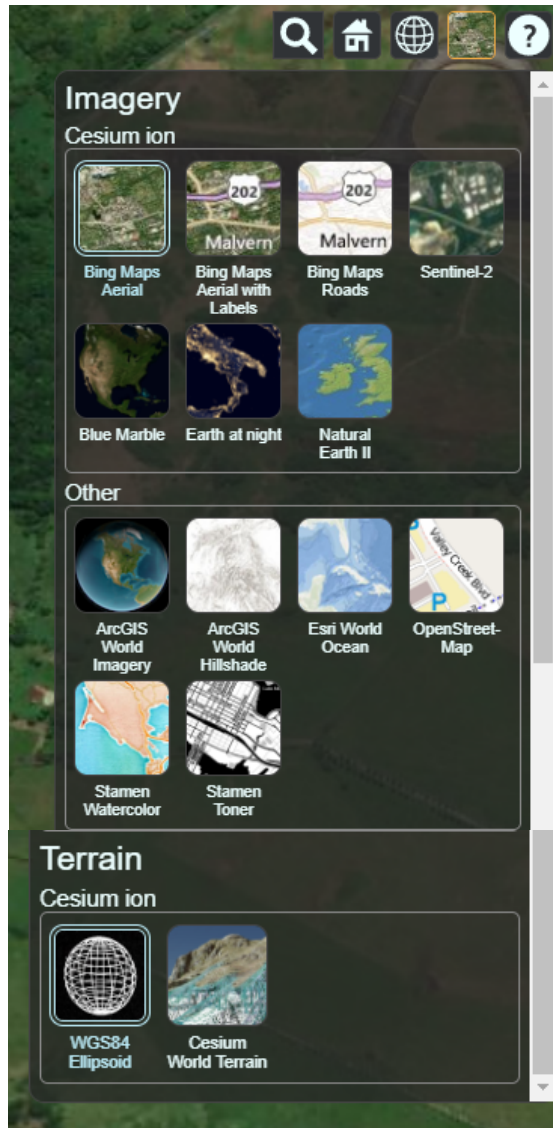 ?
Imagery
Cesium ion
202
Malvern
202
Malvern
Bing Maps
Aerial
Bing Maps
Aerial with
Labels
Bing Maps
Roads
Sentinel-2
Blue Marble
Earth at night
Natural
Earth II
Other
Valley Creek Blvd
P
P
ArcGIS
World
Imagery
ArcGIS
World
Hillshade
Esri World
Ocean
OpenStreet-
Map
Stamen
Watercolor
Stamen
Toner
Terrain
Cesium ion
WGS84
Ellipsoid
Cesium
World Terrain